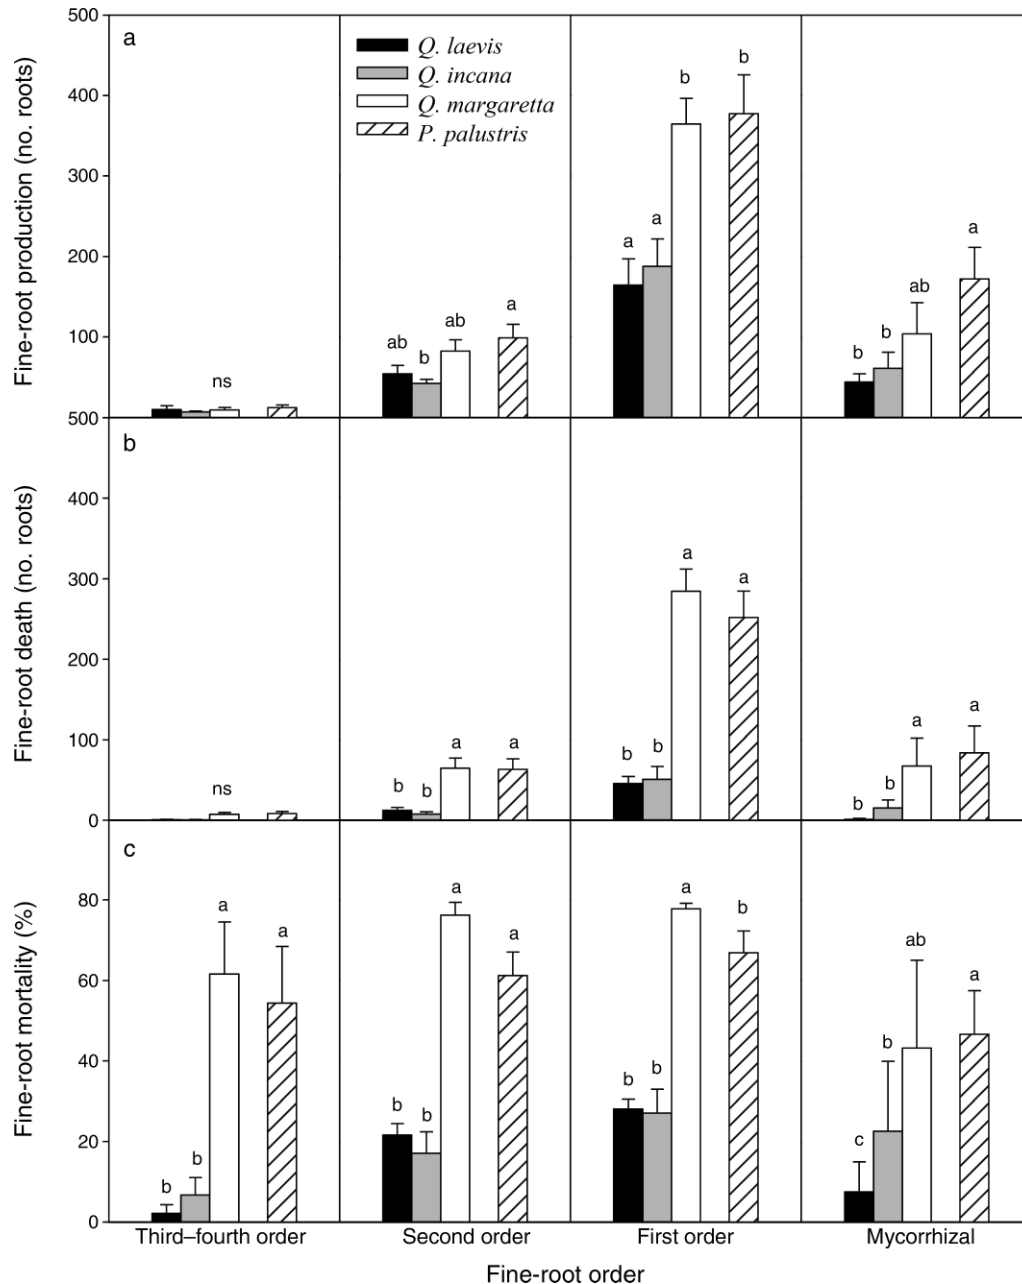 a
Q. laevis
Q. incana
Q. margaretta
P. palustris
Fine-root production (no. roots)
500
400
300
200
100
500
ns
ab
b
ab
a
a
a
b
b
b
b
ab
a
b
Fine-root death (no. roots)
400
300
200
100
0
ns
b
b
a
a
b
b
a
a
b
b
a
a
c
Fine-root mortality (%)
80
60
40
20
0
b
b
a
a
b
b
a
a
b
b
a
b
c
b
ab
a
Third–fourth order
Second order
First order
Mycorrhizal
Fine-root order